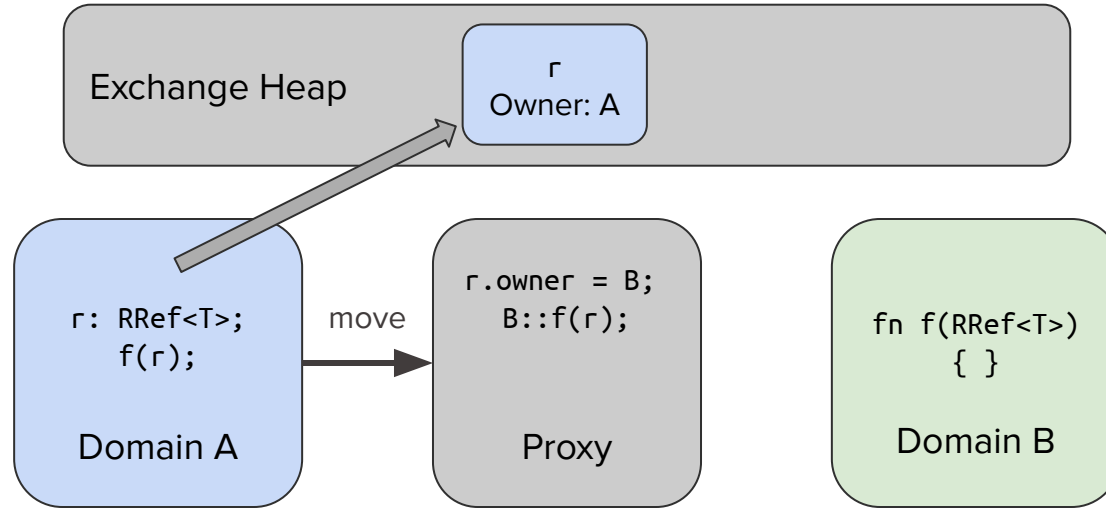 Exchange Heap
r
Owner: A
r: RRef<T>;
f(r);
Domain A
move
r.owner = B;
B::f(r);
Proxy
fn f(RRef<T>)
{ }
Domain B